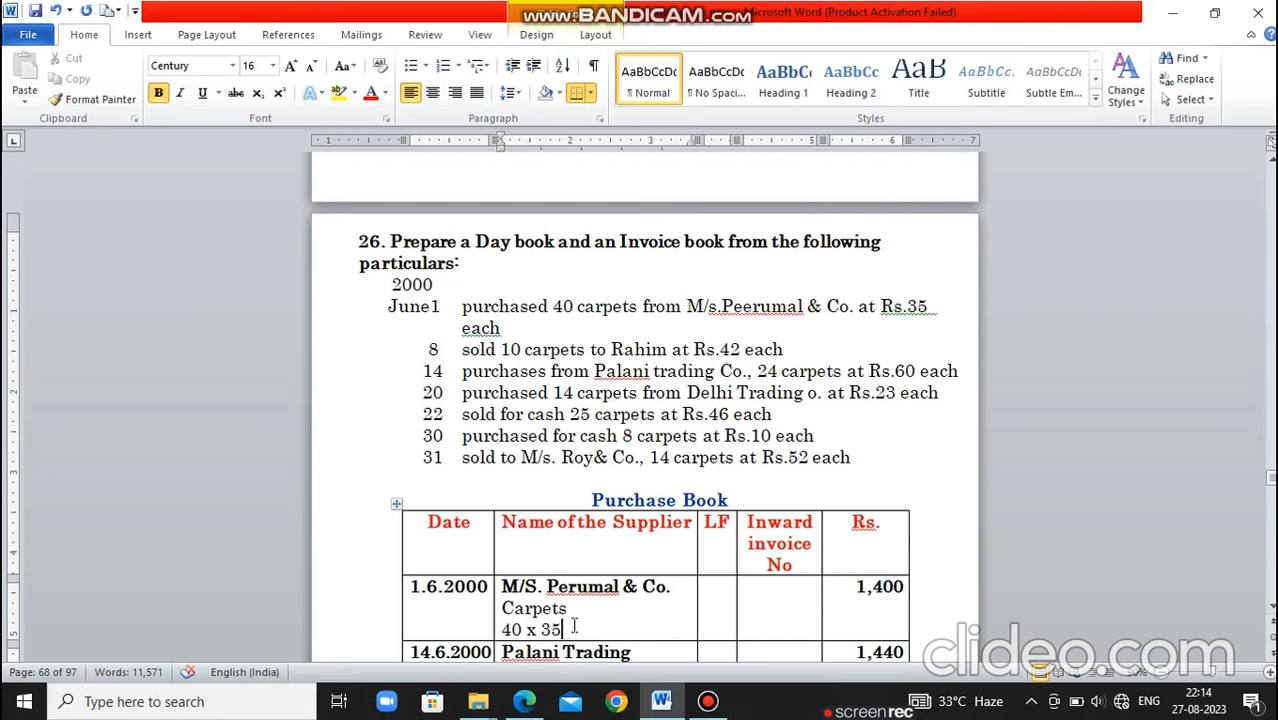 www.BANDICAM.com
Microsoft Word (Product Activation Failed)
File Home Insert Page Layout References Mailings Review View Design Layout
Cut
Copy
Format Painter
Paste
Clipboard
Century 16
Font
Paragraph
AaBbCcDc AaBbCcDc AaBbC AaBbCc AaB AaBbCc. AaBbCcDc
¶ Normal ¶ No Spaci... Heading 1 Heading 2 Title Subtitle Subtle Em...
Change Styles
Styles
Find
Replace
Select
Editing
26. Prepare a Day book and an Invoice book from the following
particulars:
2000
June1 purchased 40 carpets from M/s.Peerumal & Co. at Rs.35
each
8 sold 10 carpets to Rahim at Rs.42 each
14 purchases from Palani trading Co., 24 carpets at Rs.60 each
20 purchased 14 carpets from Delhi Trading o. at Rs.23 each
22 sold for cash 25 carpets at Rs.46 each
30 purchased for cash 8 carpets at Rs.10 each
31 sold to M/s. Roy& Co., 14 carpets at Rs.52 each
Purchase Book
Date Name of the Supplier LF Inward invoice No Rs.
1.6.2000 M/S. Perumal & Co. 1,400
Carpets
40 x 35
14.6.2000 Palani Trading 1,440
clideo.com
Page: 68 of 97 Words: 11,571 English (India)
Type here to search
33°C Haze
ENG
22:14
27-08-2023
screen rec